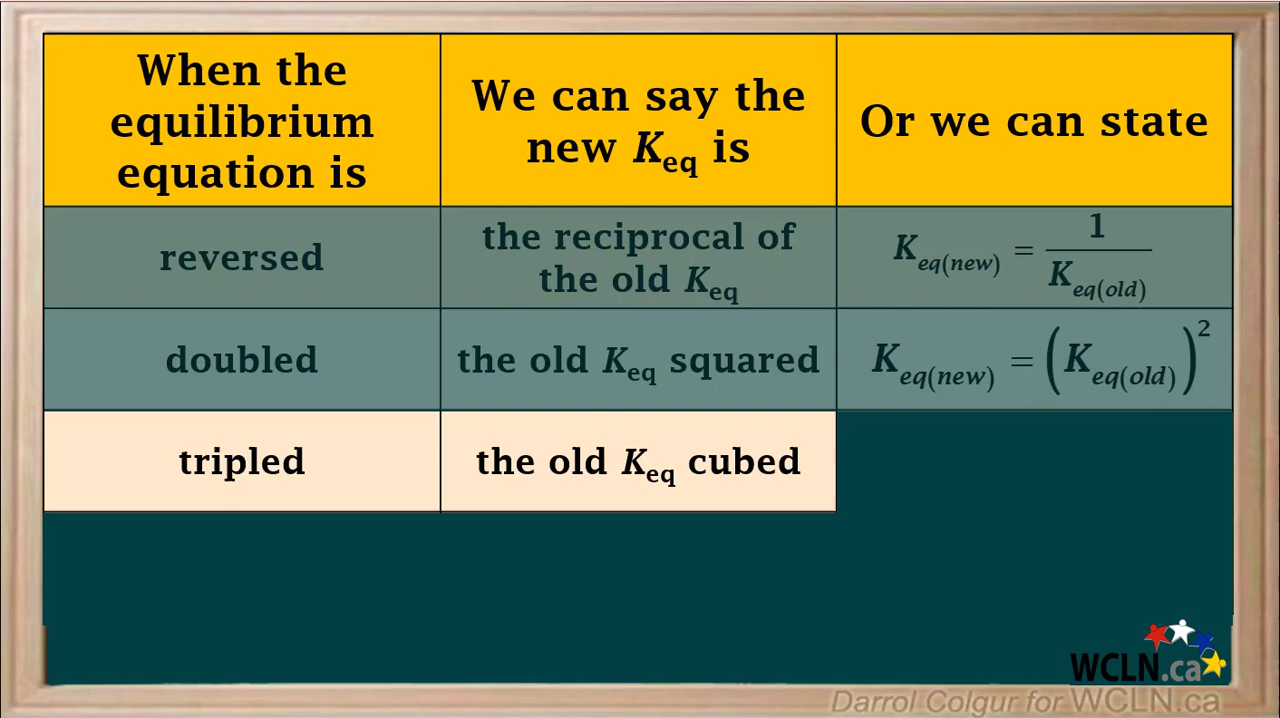 When the
equilibrium
equation is
We can say the
new Keq is
Or we can state
reversed
the reciprocal of
the old Keq
Keq(new) = 1/Keq(old)
doubled
the old Keq squared
Keq(new) = (Keq(old))²
tripled
the old Keq cubed
WCLN.ca
Darrol Colgur for WCLN.ca